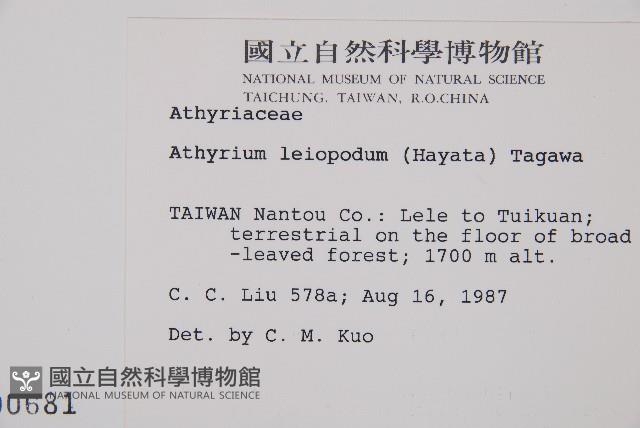 國立自然科學博物館
NATIONAL MUSEUM OF NATURAL SCIENCE
TAICHUNG, TAIWAN, R.O.CHINA
Athyriaceae
Athyrium leiopodum (Hayata) Tagawa
TAIWAN Nantou Co.: Lele to Tuikuan;
terrestrial on the floor of broad
-leaved forest; 1700 m alt.
C. C. Liu 578a; Aug 16, 1987
Det. by C. M. Kuo
國立自然科學博物館
NATIONAL MUSEUM OF NATURAL SCIENCE
00681